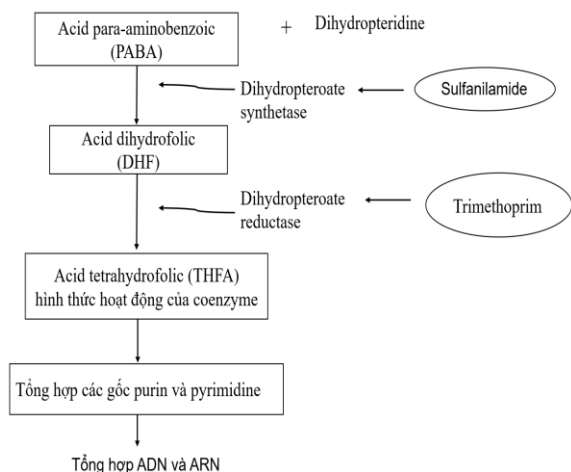 Acid para-aminobenzoic
(PABA)
+ Dihydropteridine
Dihydropteroate
synthetase
Sulfanilamide
Acid dihydrofolic
(DHF)
Dihydropteroate
reductase
Trimethoprim
Acid tetrahydrofolic (THFA)
hình thức hoạt động của coenzyme
Tổng hợp các gốc purin và pyrimidine
Tổng hợp ADN và ARN